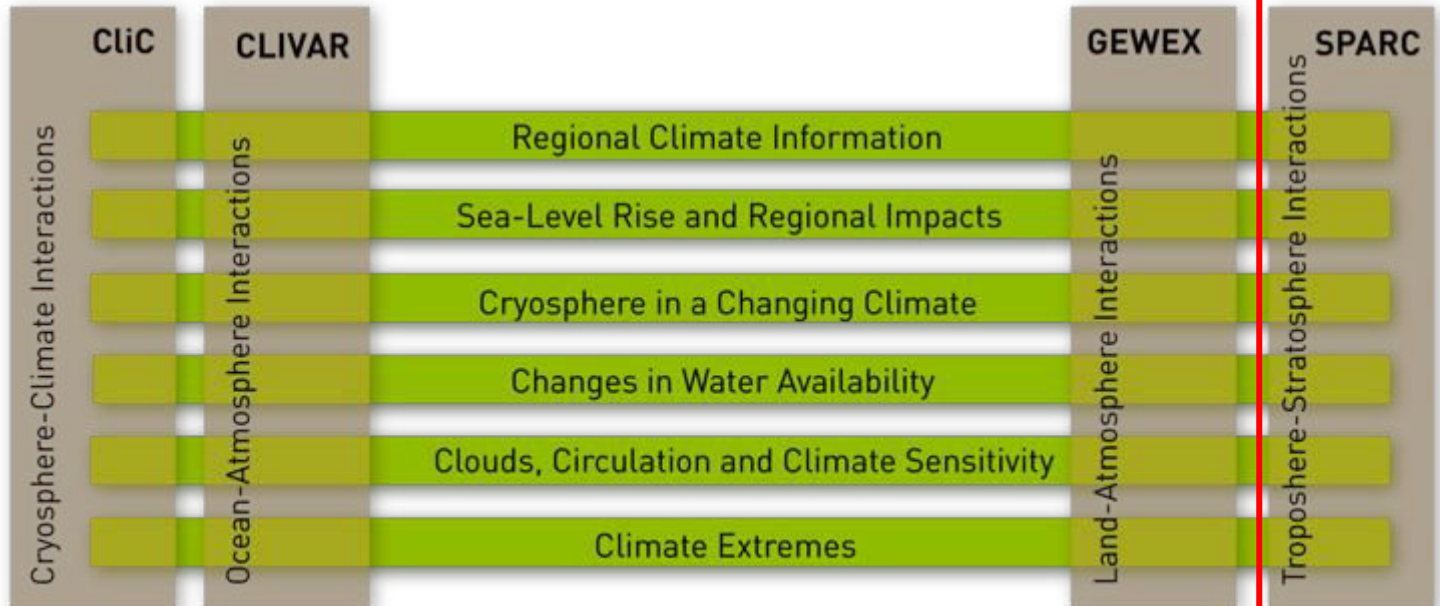 CliC
CLIVAR
GEWEX
SPARC
Cryosphere-Climate Interactions
Ocean-Atmosphere Interactions
Land-Atmosphere Interactions
Troposhere-Stratosphere Interactions
Regional Climate Information
Sea-Level Rise and Regional Impacts
Cryosphere in a Changing Climate
Changes in Water Availability
Clouds, Circulation and Climate Sensitivity
Climate Extremes